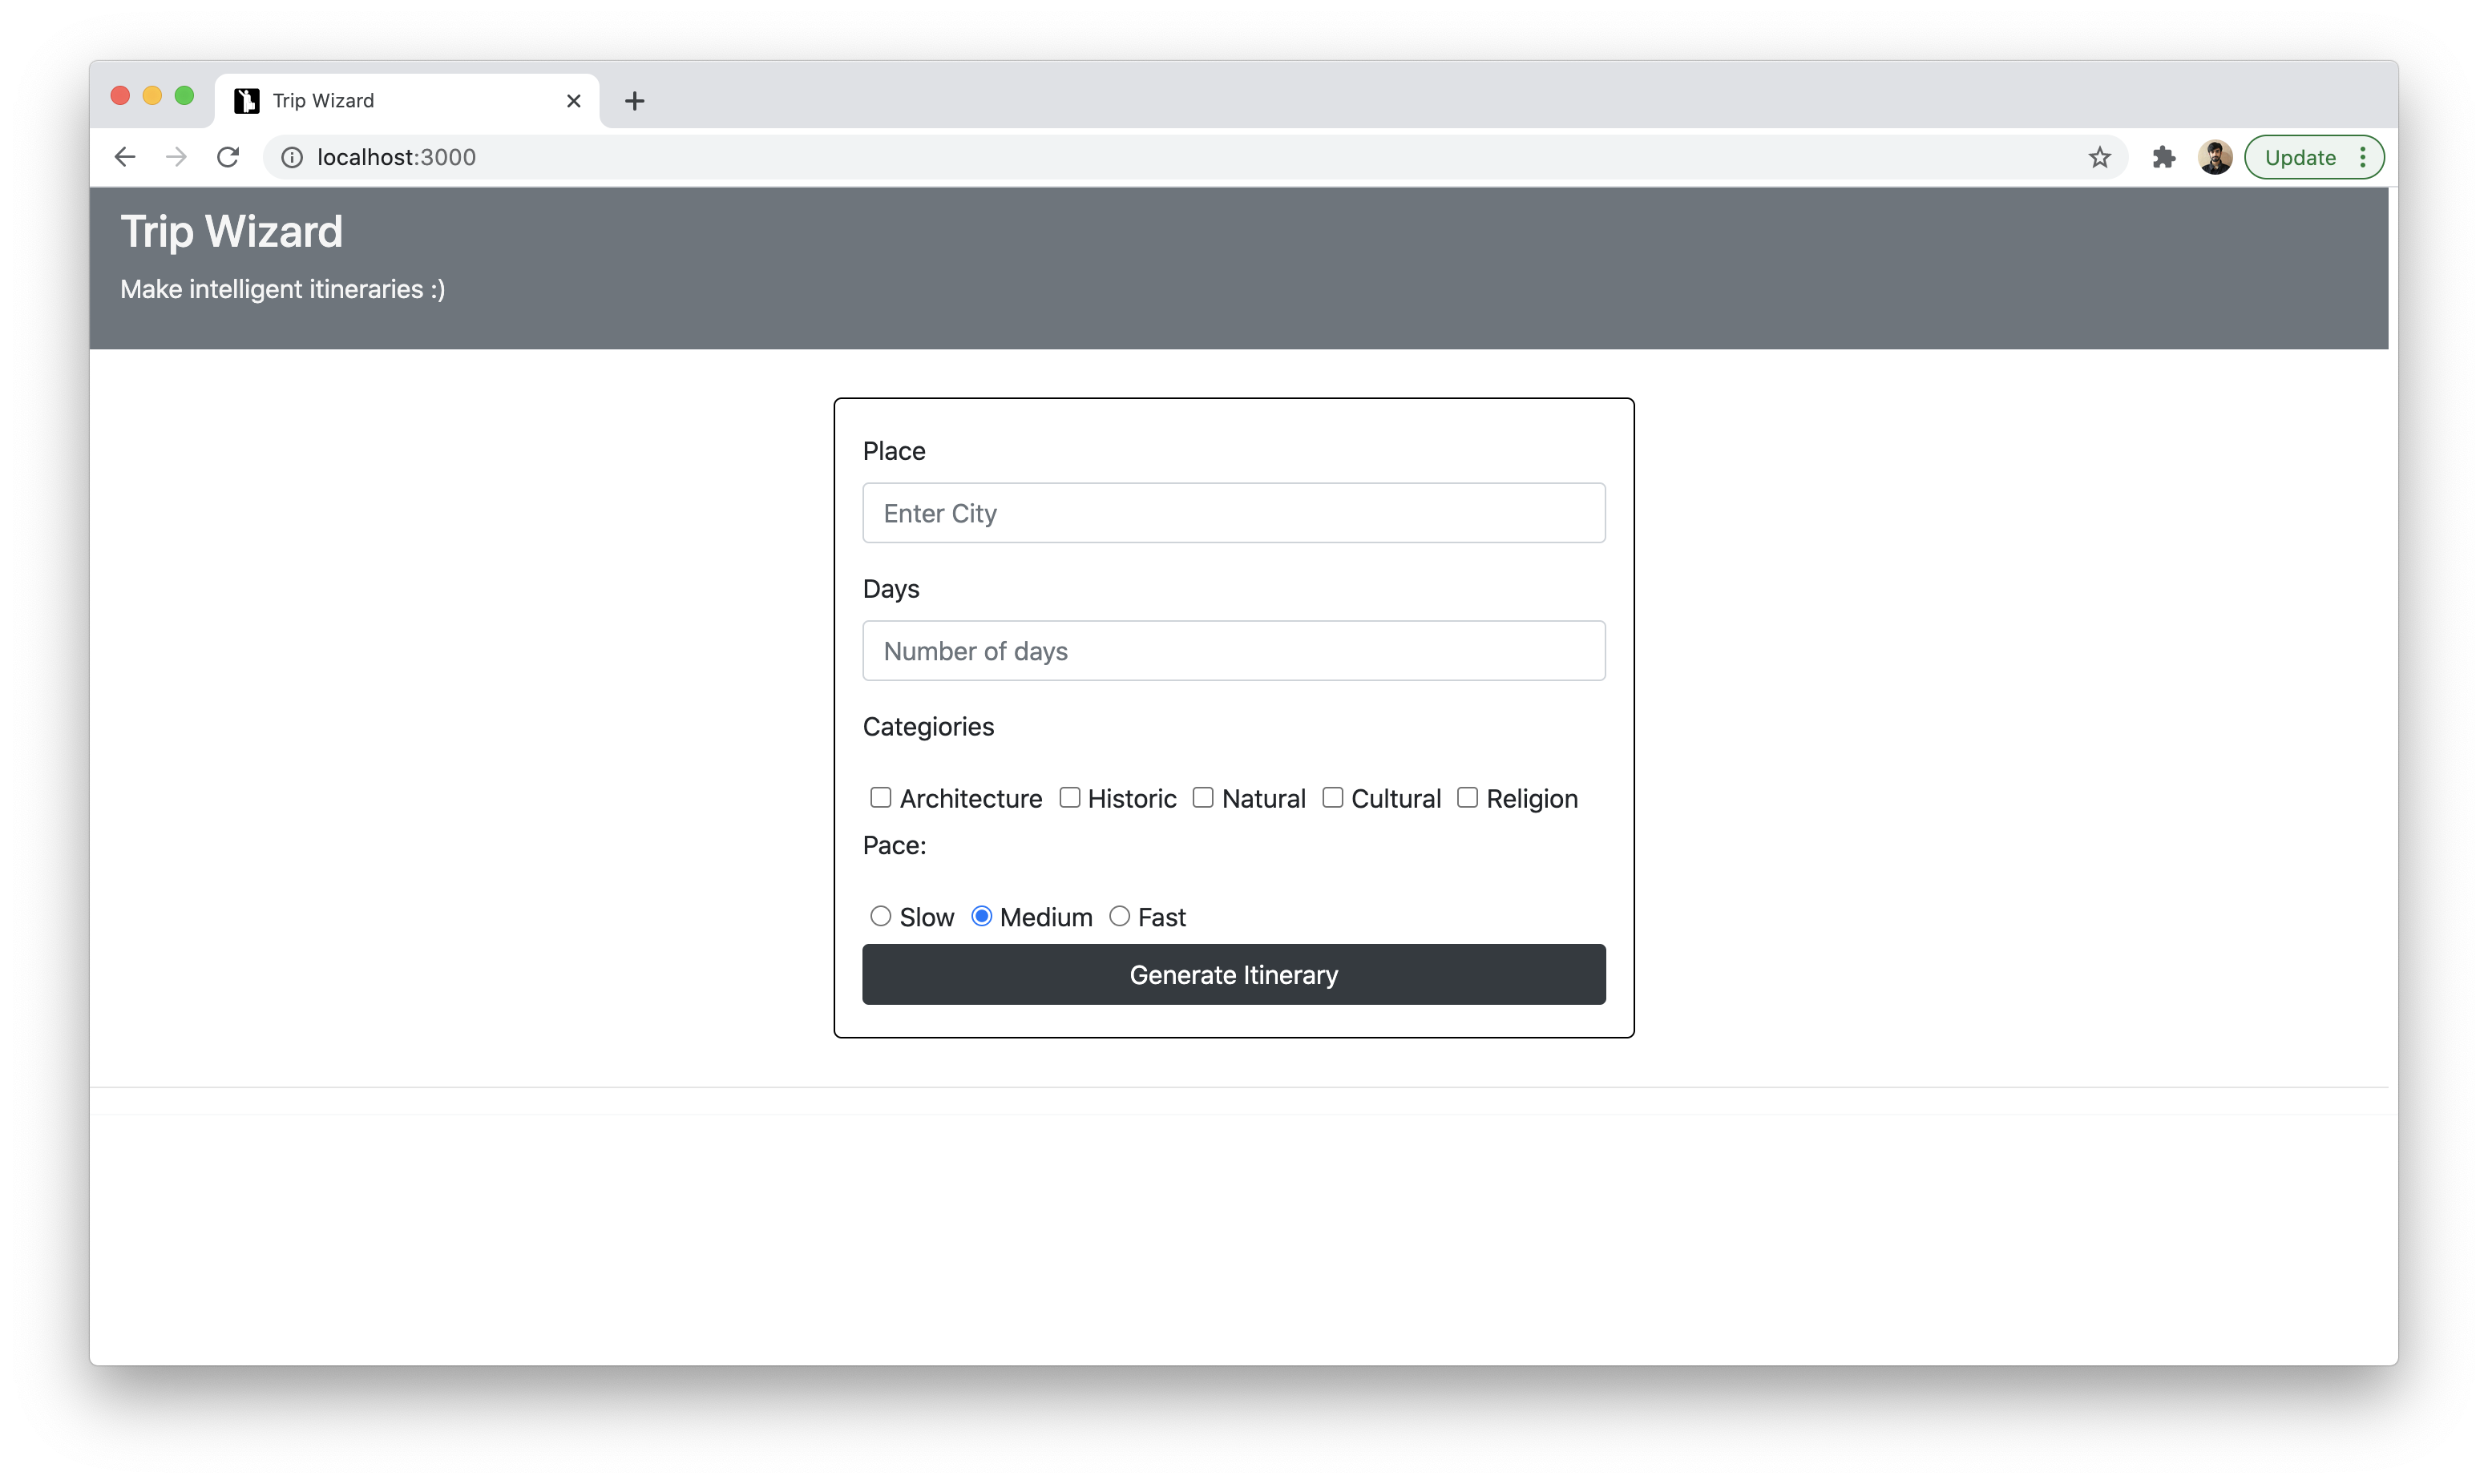 Trip Wizard
localhost:3000
Update
Trip Wizard
Make intelligent itineraries :)
Place
Enter City
Days
Number of days
Categiories
Architecture Historic Natural Cultural Religion
Pace:
Slow Medium Fast
Generate Itinerary